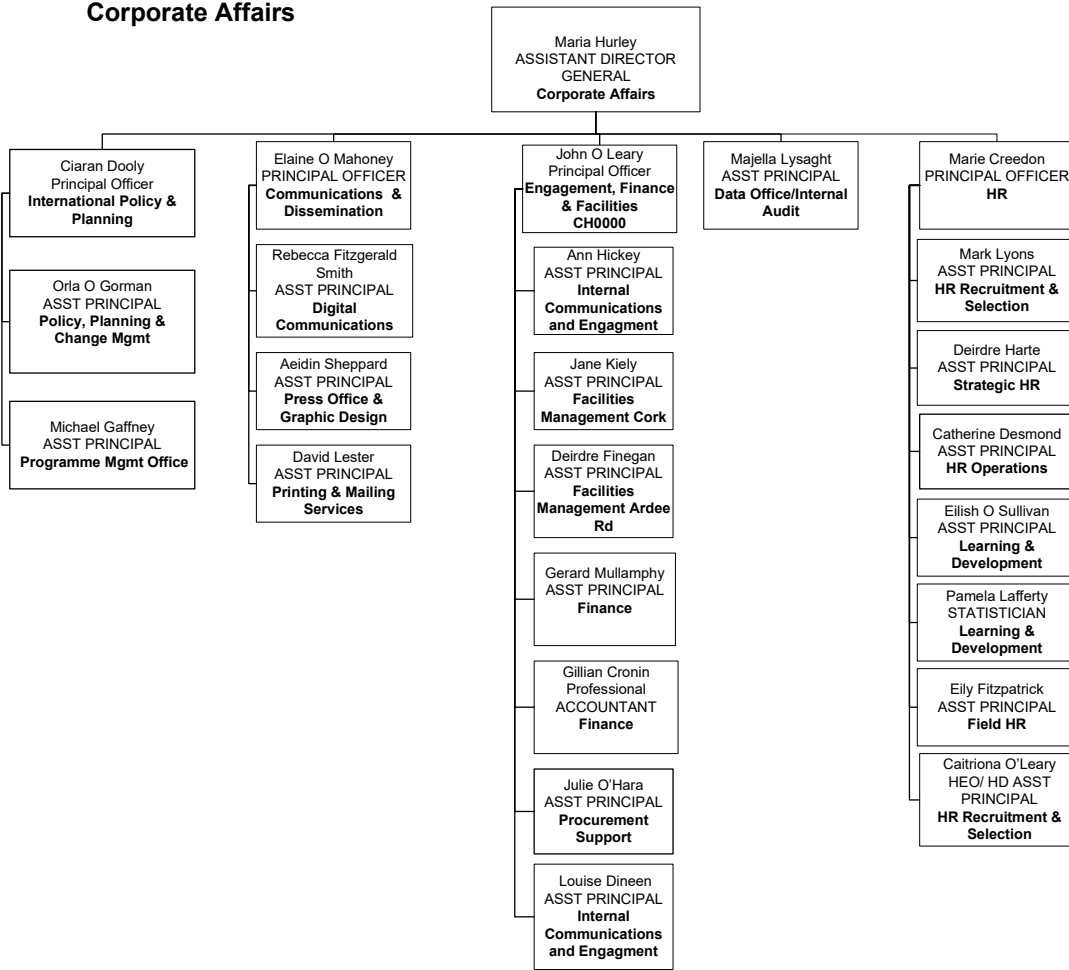 Corporate Affairs
Maria Hurley
ASSISTANT DIRECTOR
GENERAL
Corporate Affairs
Ciaran Dooly
Principal Officer
International Policy &
Planning
Orla O Gorman
ASST PRINCIPAL
Policy, Planning &
Change Mgmt
Michael Gaffney
ASST PRINCIPAL
Programme Mgmt Office
Elaine O Mahoney
PRINCIPAL OFFICER
Communications &
Dissemination
Rebecca Fitzgerald
Smith
ASST PRINCIPAL
Digital
Communications
Aeidin Sheppard
ASST PRINCIPAL
Press Office &
Graphic Design
David Lester
ASST PRINCIPAL
Printing & Mailing
Services
John O Leary
Principal Officer
Engagement, Finance
& Facilities
CH0000
Ann Hickey
ASST PRINCIPAL
Internal
Communications
and Engagment
Jane Kiely
ASST PRINCIPAL
Facilities
Management Cork
Deirdre Finegan
ASST PRINCIPAL
Facilities
Management Ardee
Rd
Gerard Mullamphy
ASST PRINCIPAL
Finance
Gillian Cronin
Professional
ACCOUNTANT
Finance
Julie O’Hara
ASST PRINCIPAL
Procurement
Support
Louise Dineen
ASST PRINCIPAL
Internal
Communications
and Engagment
Majella Lysaght
ASST PRINCIPAL
Data Office/Internal
Audit
Marie Creedon
PRINCIPAL OFFICER
HR
Mark Lyons
ASST PRINCIPAL
HR Recruitment &
Selection
Deirdre Harte
ASST PRINCIPAL
Strategic HR
Catherine Desmond
ASST PRINCIPAL
HR Operations
Eilish O Sullivan
ASST PRINCIPAL
Learning &
Development
Pamela Lafferty
STATISTICIAN
Learning &
Development
Eily Fitzpatrick
ASST PRINCIPAL
Field HR
Caitriona O’Leary
HEO/ HD ASST
PRINCIPAL
HR Recruitment &
Selection